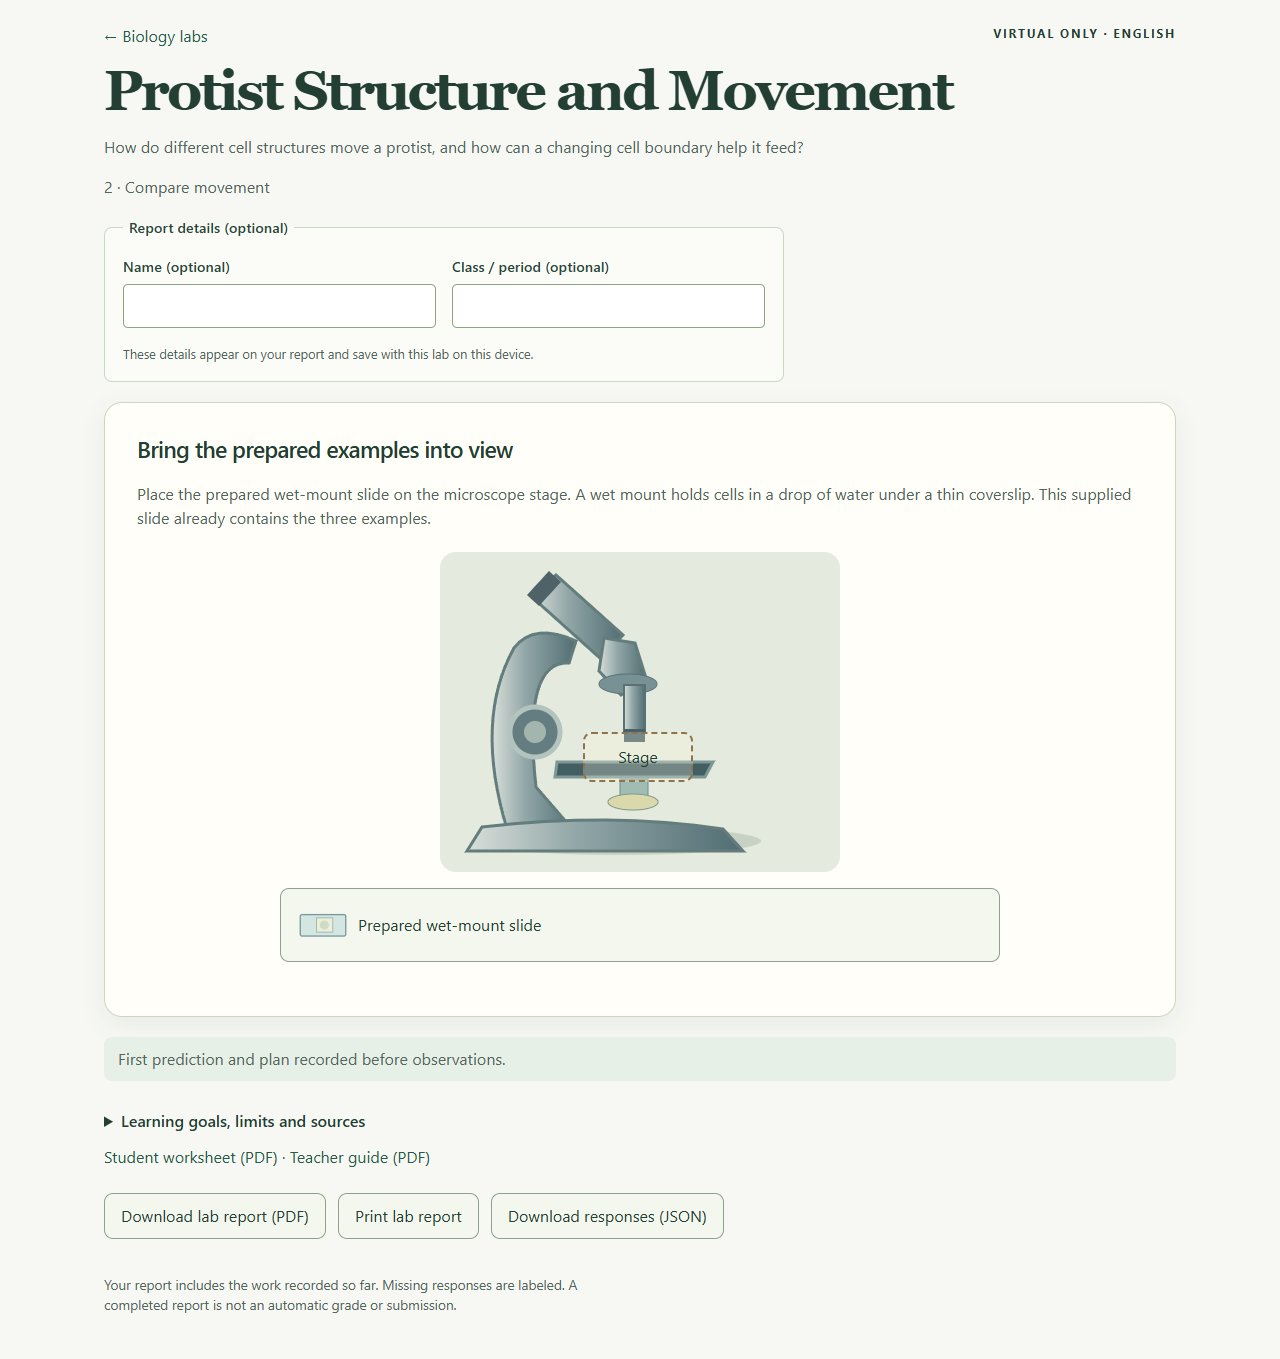 ← Biology labs
VIRTUAL ONLY · ENGLISH
Protist Structure and Movement
How do different cell structures move a protist, and how can a changing cell boundary help it feed?
2 · Compare movement
Report details (optional)
Name (optional)
Class / period (optional)
These details appear on your report and save with this lab on this device.
Bring the prepared examples into view
Place the prepared wet-mount slide on the microscope stage. A wet mount holds cells in a drop of water under a thin coverslip. This supplied
slide already contains the three examples.
Stage
Prepared wet-mount slide
First prediction and plan recorded before observations.
▶ Learning goals, limits and sources
Student worksheet (PDF) · Teacher guide (PDF)
Download lab report (PDF)
Print lab report
Download responses (JSON)
Your report includes the work recorded so far. Missing responses are labeled. A
completed report is not an automatic grade or submission.